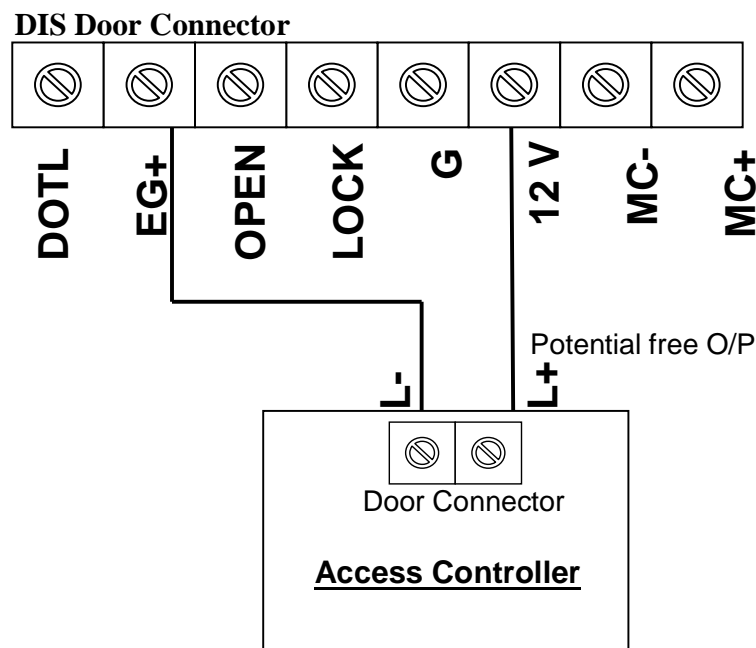 DIS Door Connector
DOTL
EG+
OPEN
LOCK
G
12 V
MC-
MC+
Potential free O/P
L-
L+
Door Connector
Access Controller